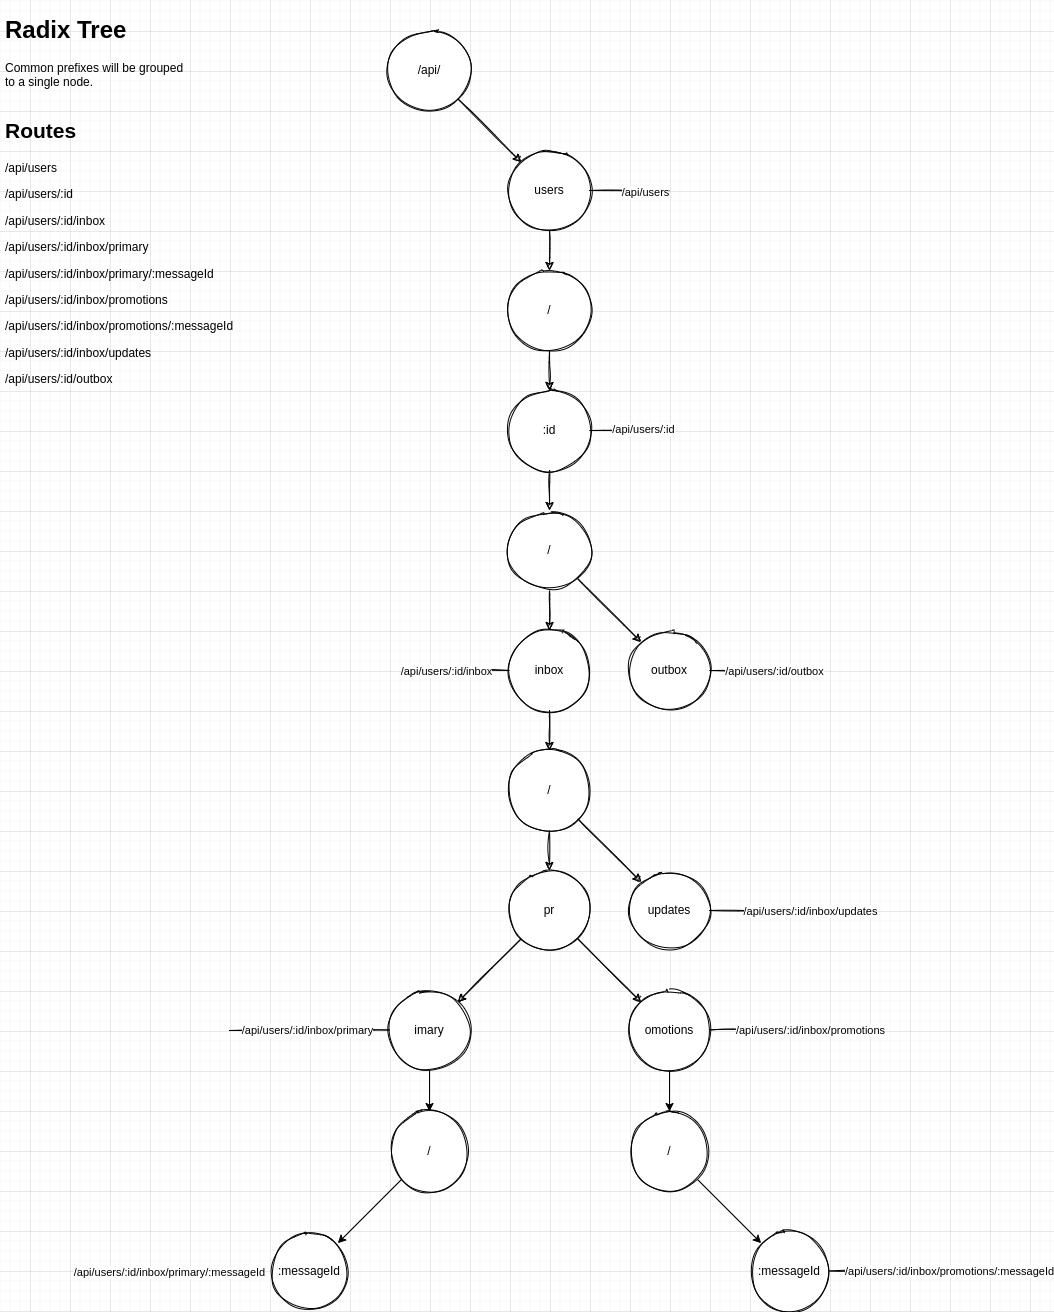 Radix Tree
Common prefixes will be grouped
to a single node.
Routes
/api/users
/api/users/:id
/api/users/:id/inbox
/api/users/:id/inbox/primary
/api/users/:id/inbox/primary/:messageId
/api/users/:id/inbox/promotions
/api/users/:id/inbox/promotions/:messageId
/api/users/:id/inbox/updates
/api/users/:id/outbox
/api/
users
/api/users
/
:id
/api/users/:id
/
/api/users/:id/inbox
inbox
outbox
/api/users/:id/outbox
/
pr
updates
/api/users/:id/inbox/updates
/api/users/:id/inbox/primary
imary
omotions
/api/users/:id/inbox/promotions
/
/
/api/users/:id/inbox/primary/:messageId
:messageId
:messageId
/api/users/:id/inbox/promotions/:messageId